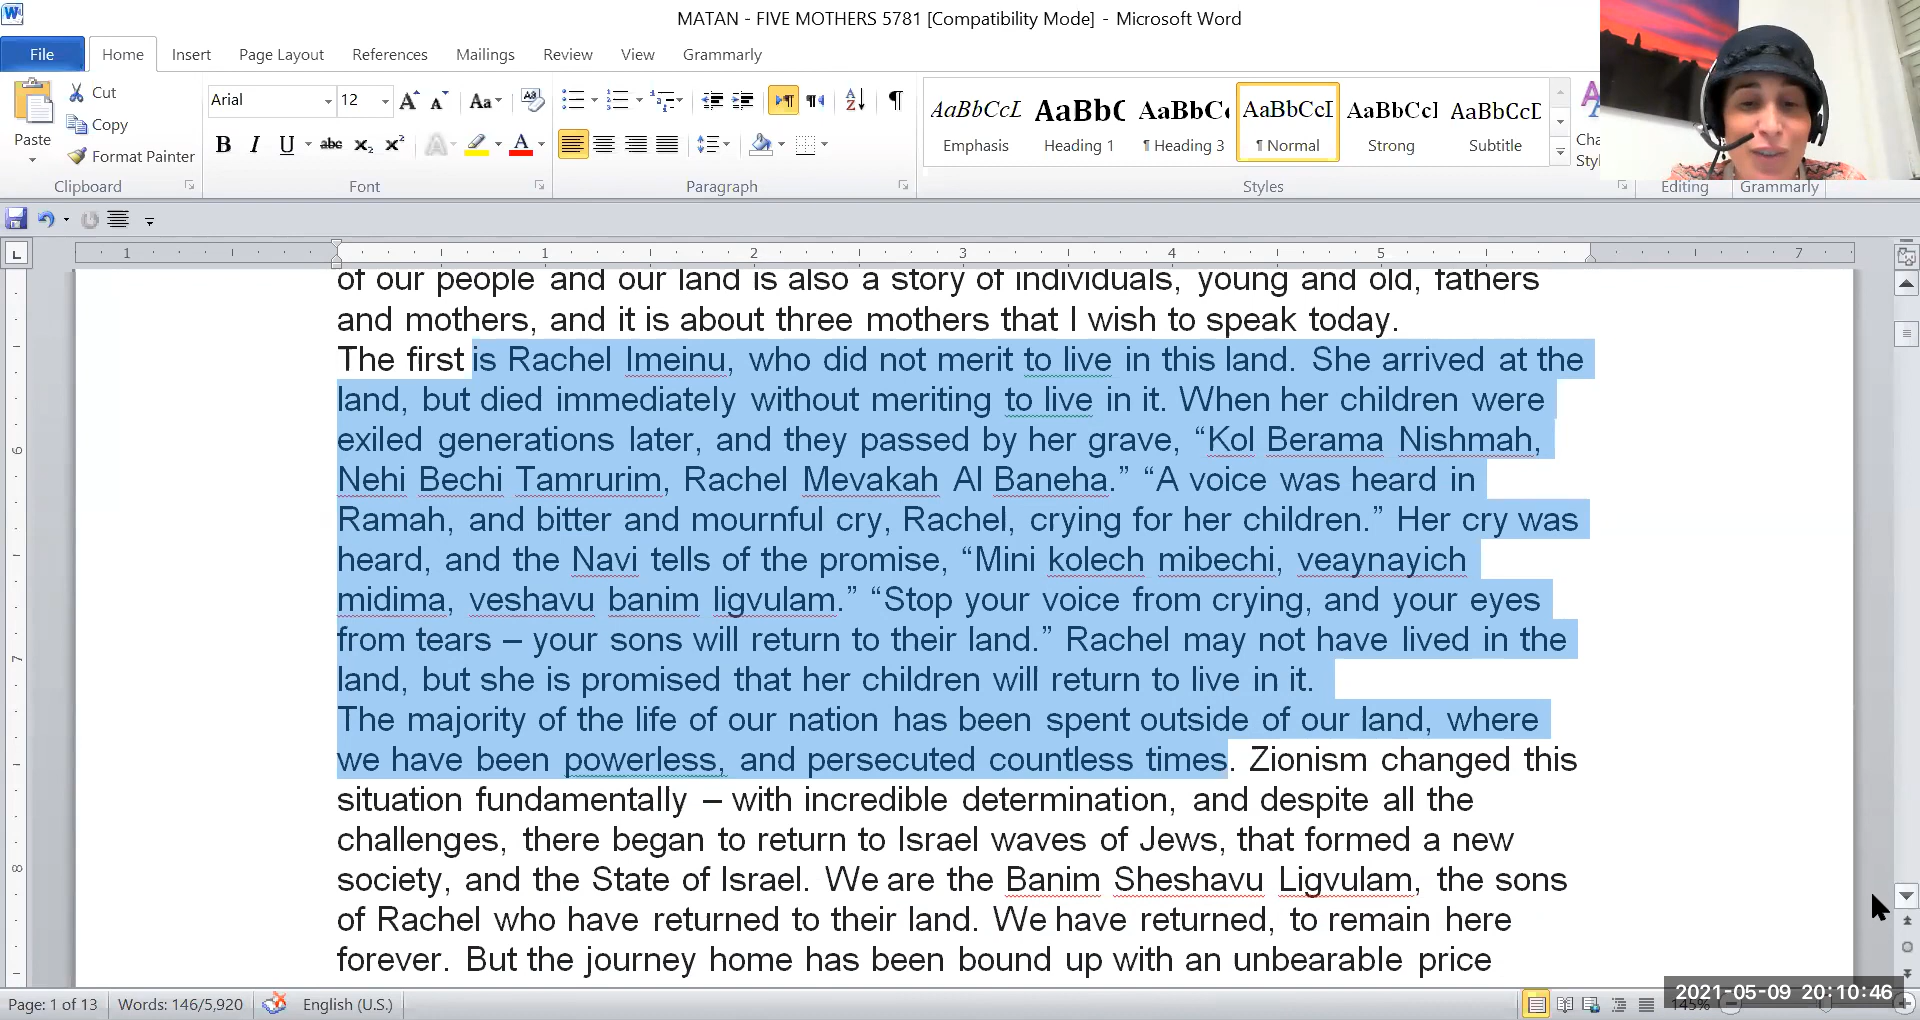 MATAN - FIVE MOTHERS 5781 [Compatibility Mode] - Microsoft Word
File Home Insert Page Layout References Mailings Review View Grammarly
Cut
Copy
Format Painter
Paste
Clipboard
Arial 12
Font
Paragraph
AaBbCcL AaBbC AaBbC AaBbCcI AaBbCcI AaBbCcD
Emphasis Heading 1 ¶ Heading 3 ¶ Normal Strong Subtitle
Styles
Editing Grammarly
1 1 2 3 4 5 7
of our people and our land is also a story of individuals, young and old, fathers
and mothers, and it is about three mothers that I wish to speak today.
The first is Rachel Imeinu, who did not merit to live in this land. She arrived at the
land, but died immediately without meriting to live in it. When her children were
exiled generations later, and they passed by her grave, “Kol Berama Nishmah,
Nehi Bechi Tamrurim, Rachel Mevakah Al Baneha.” “A voice was heard in
Ramah, and bitter and mournful cry, Rachel, crying for her children.” Her cry was
heard, and the Navi tells of the promise, “Mini kolech mibechi, veaynayich
midima, veshavu banim ligvulam.” “Stop your voice from crying, and your eyes
from tears – your sons will return to their land.” Rachel may not have lived in the
land, but she is promised that her children will return to live in it.
The majority of the life of our nation has been spent outside of our land, where
we have been powerless, and persecuted countless times. Zionism changed this
situation fundamentally – with incredible determination, and despite all the
challenges, there began to return to Israel waves of Jews, that formed a new
society, and the State of Israel. We are the Banim Sheshavu Ligvulam, the sons
of Rachel who have returned to their land. We have returned, to remain here
forever. But the journey home has been bound up with an unbearable price
6
7
8
Page: 1 of 13 Words: 146/5,920 English (U.S.)
2021-05-09 20:10:46
145%